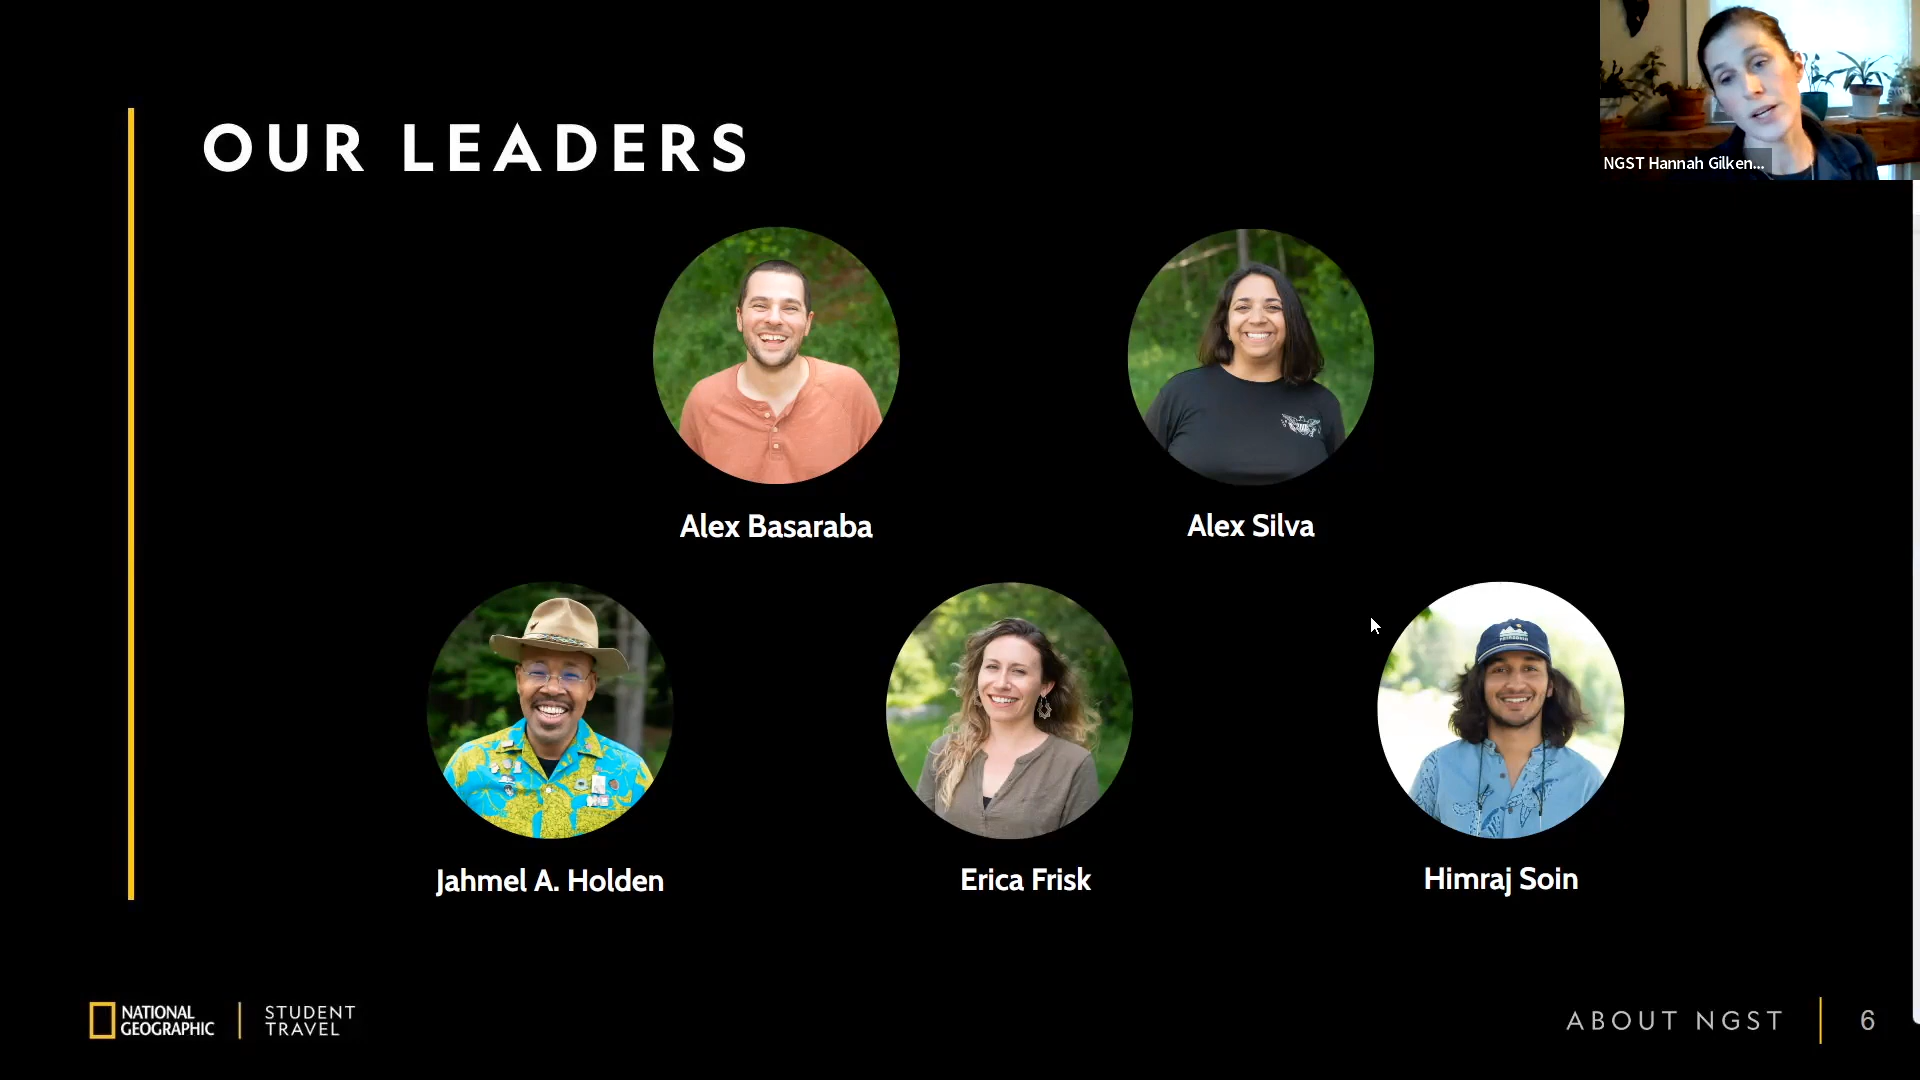 OUR LEADERS
NGST Hannah Gilken...
Alex Basaraba
Alex Silva
Jahmel A. Holden
Erica Frisk
Himraj Soin
NATIONAL
GEOGRAPHIC
STUDENT
TRAVEL
ABOUT NGST
6